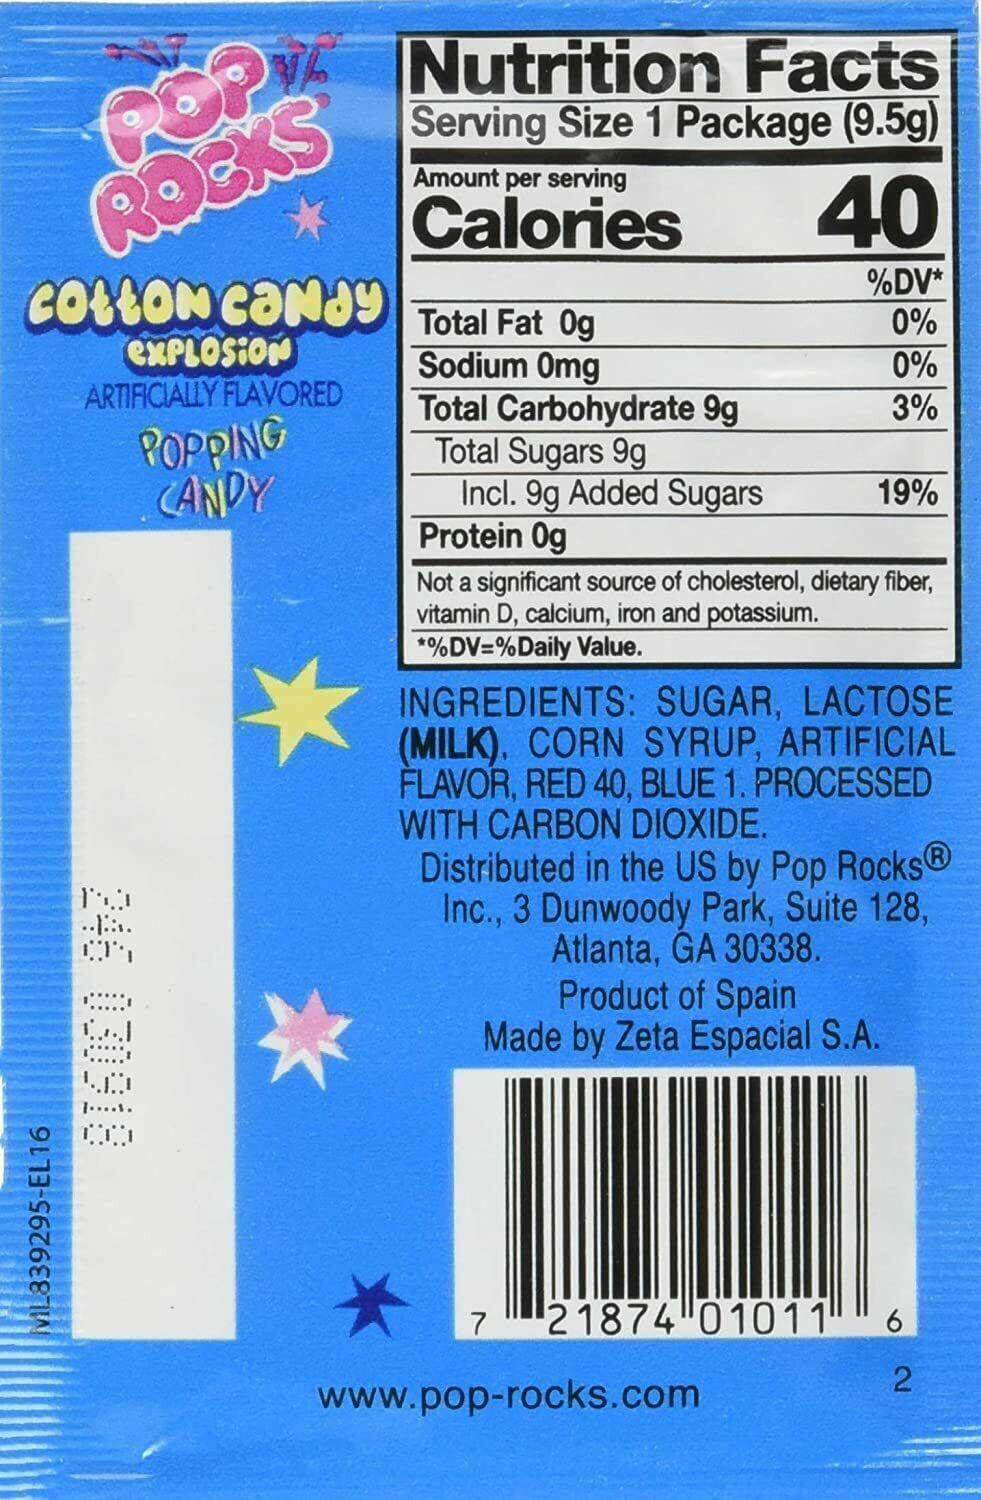 POP
ROCKS
COTTON CANDY
EXPLOSION
ARTIFICIALLY FLAVORED
POPPING
CANDY
Nutrition Facts
Serving Size 1 Package (9.5g)
Amount per serving
Calories 40
%DV*
Total Fat 0g 0%
Sodium 0mg 0%
Total Carbohydrate 9g 3%
Total Sugars 9g
Incl. 9g Added Sugars 19%
Protein 0g
Not a significant source of cholesterol, dietary fiber,
vitamin D, calcium, iron and potassium.
*%DV=%Daily Value.
INGREDIENTS: SUGAR, LACTOSE
(MILK), CORN SYRUP, ARTIFICIAL
FLAVOR, RED 40, BLUE 1. PROCESSED
WITH CARBON DIOXIDE.
Distributed in the US by Pop Rocks®
Inc., 3 Dunwoody Park, Suite 128,
Atlanta, GA 30338.
Product of Spain
Made by Zeta Espacial S.A.
ML839295-EL16
7 21874 01011 6
2
www.pop-rocks.com